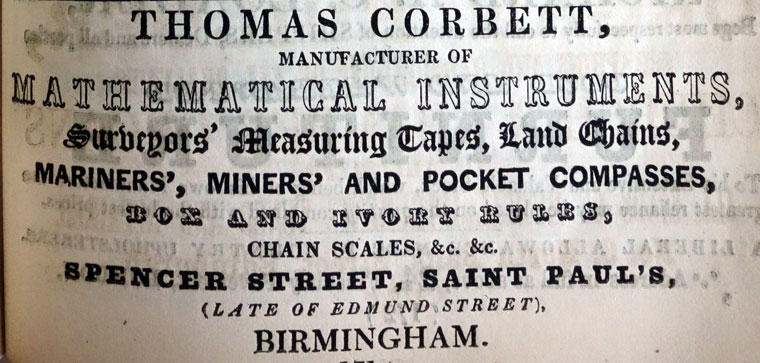 THOMAS CORBETT,
MANUFACTURER OF
MATHEMATICAL INSTRUMENTS,
Surveyors' Measuring Tapes, Land Chains,
MARINERS', MINERS' AND POCKET COMPASSES,
BOX AND IVORY RULES,
CHAIN SCALES, &c. &c.
SPENCER STREET, SAINT PAUL'S,
(LATE OF EDMUND STREET),
BIRMINGHAM.